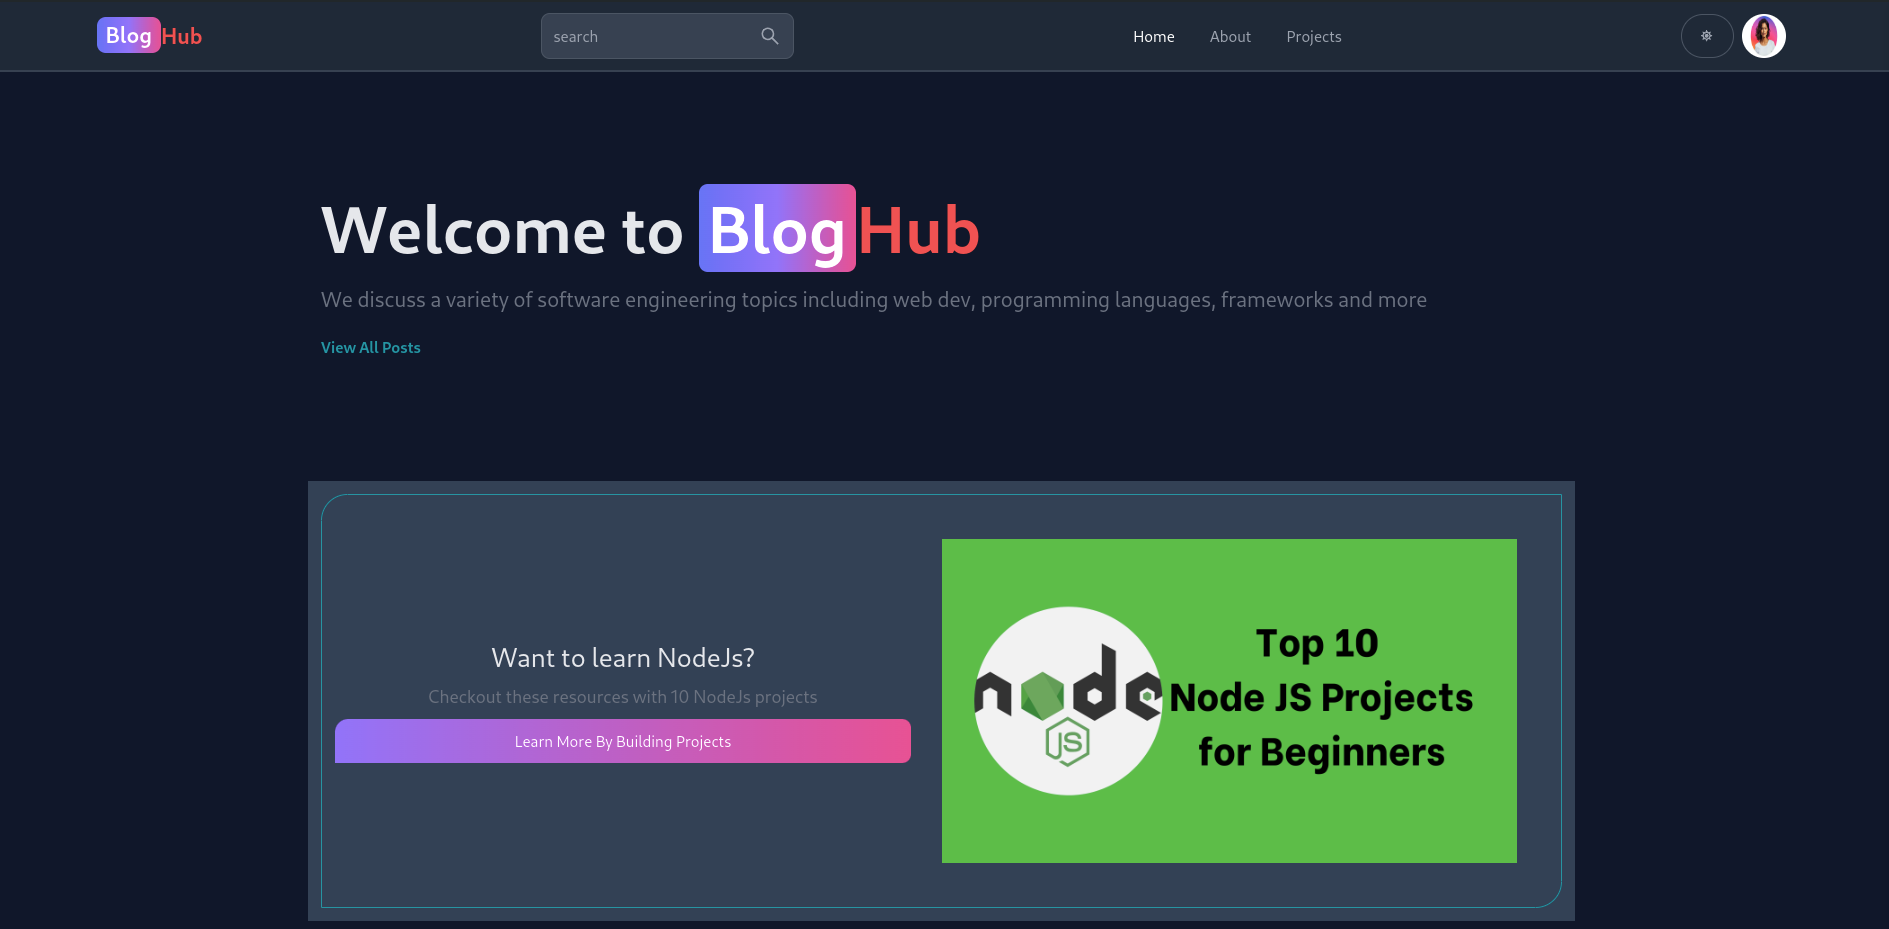 BlogHub
search
Home About Projects
Welcome to BlogHub
We discuss a variety of software engineering topics including web dev, programming languages, frameworks and more
View All Posts
Want to learn NodeJs?
Checkout these resources with 10 NodeJs projects
Learn More By Building Projects
node
JS
Top 10
Node JS Projects
for Beginners